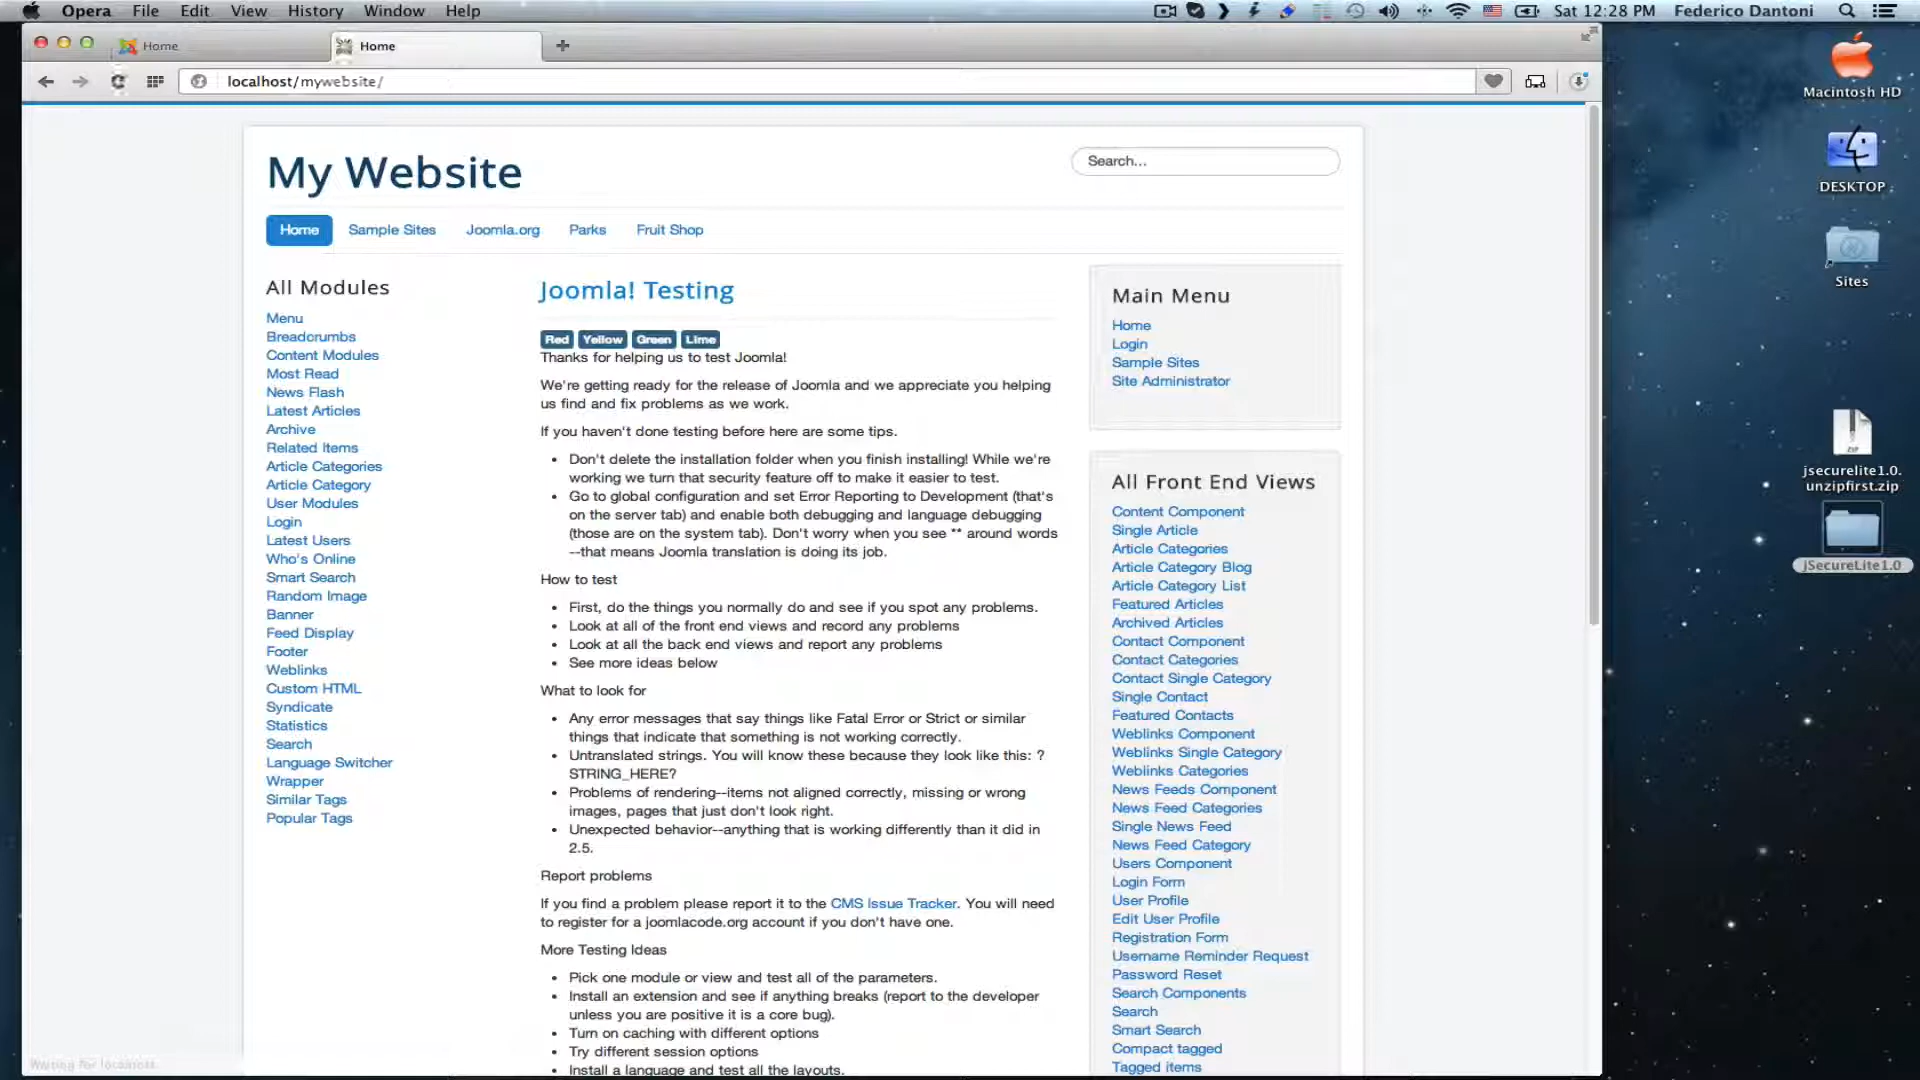 Opera File Edit View History Window Help
Sat 12:28 PM Federico Dantoni
Home
Home
localhost/mywebsite/
Macintosh HD
DESKTOP
Sites
jsecurelite1.0.
unzipfirst.zip
jSecureLite1.0
My Website
Search...
Home Sample Sites Joomla.org Parks Fruit Shop
All Modules
Menu
Breadcrumbs
Content Modules
Most Read
News Flash
Latest Articles
Archive
Related Items
Article Categories
Article Category
User Modules
Login
Latest Users
Who's Online
Smart Search
Random Image
Banner
Feed Display
Footer
Weblinks
Custom HTML
Syndicate
Statistics
Search
Language Switcher
Wrapper
Similar Tags
Popular Tags
Joomla! Testing
Red Yellow Green Lime
Thanks for helping us to test Joomla!
We're getting ready for the release of Joomla and we appreciate you helping
us find and fix problems as we work.
If you haven't done testing before here are some tips.
• Don't delete the installation folder when you finish installing! While we're
working we turn that security feature off to make it easier to test.
• Go to global configuration and set Error Reporting to Development (that's
on the server tab) and enable both debugging and language debugging
(those are on the system tab). Don't worry when you see ** around words
--that means Joomla translation is doing its job.
How to test
• First, do the things you normally do and see if you spot any problems.
• Look at all of the front end views and record any problems
• Look at all the back end views and report any problems
• See more ideas below
What to look for
• Any error messages that say things like Fatal Error or Strict or similar
things that indicate that something is not working correctly.
• Untranslated strings. You will know these because they look like this: ?
STRING_HERE?
• Problems of rendering--items not aligned correctly, missing or wrong
images, pages that just don't look right.
• Unexpected behavior--anything that is working differently than it did in
2.5.
Report problems
If you find a problem please report it to the CMS Issue Tracker. You will need
to register for a joomlacode.org account if you don't have one.
More Testing Ideas
• Pick one module or view and test all of the parameters.
• Install an extension and see if anything breaks (report to the developer
unless you are positive it is a core bug).
• Turn on caching with different options
• Try different session options
• Install a language and test all the layouts.
Main Menu
Home
Login
Sample Sites
Site Administrator
All Front End Views
Content Component
Single Article
Article Categories
Article Category Blog
Article Category List
Featured Articles
Archived Articles
Contact Component
Contact Categories
Contact Single Category
Single Contact
Featured Contacts
Weblinks Component
Weblinks Single Category
Weblinks Categories
News Feeds Component
News Feed Categories
Single News Feed
News Feed Category
Users Component
Login Form
User Profile
Edit User Profile
Registration Form
Username Reminder Request
Password Reset
Search Components
Search
Smart Search
Compact tagged
Tagged items
Waiting for localhost...